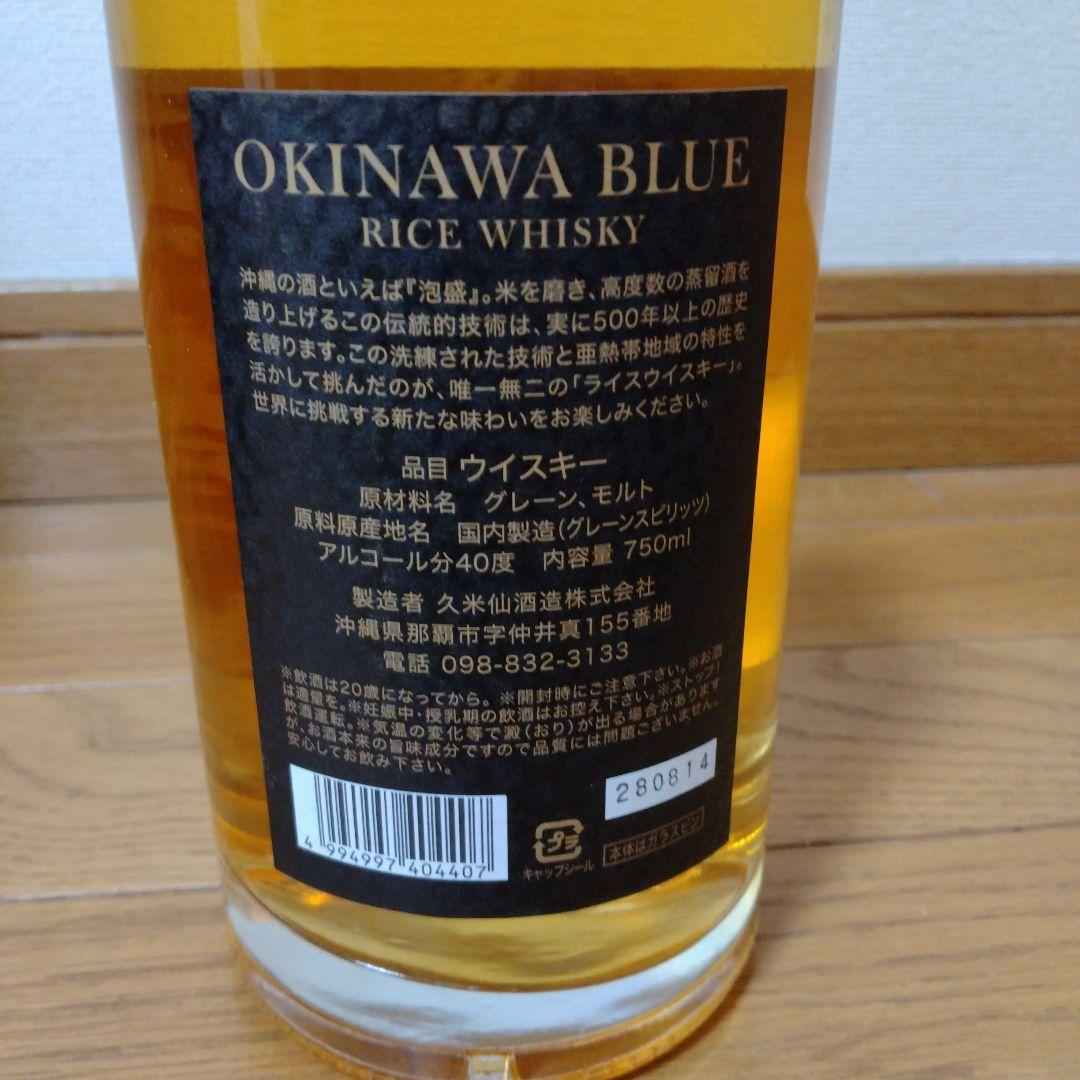 OKINAWA BLUE
RICE WHISKY
沖縄の酒といえば『泡盛』。米を磨き、高度数の蒸留酒を
造り上げるこの伝統的技術は、実に500年以上の歴史
を誇ります。この洗練された技術と亜熱帯地域の特性を
活かして挑んだのが、唯一無二の「ライスウイスキー」。
世界に挑戦する新たな味わいをお楽しみください。
品目 ウイスキー
原材料名 グレーン、モルト
原料原産地名 国内製造(グレーンスピリッツ)
アルコール分40度 内容量 750ml
製造者 久米仙酒造株式会社
沖縄県那覇市字仲井真155番地
電話 098-832-3133
※飲酒は20歳になってから。※開封時にご注意下さい。※お酒
は適量を。※妊娠中・授乳期の飲酒はお控え下さい。※ストップ!
飲酒運転。※気温の変化等で澱(おり)が出る場合があります
が、お酒本来の旨味成分ですので品質には問題ございません。
安心してお飲み下さい。
280814
4 994997 404407
プラ
キャップシール
本体はガラスビン